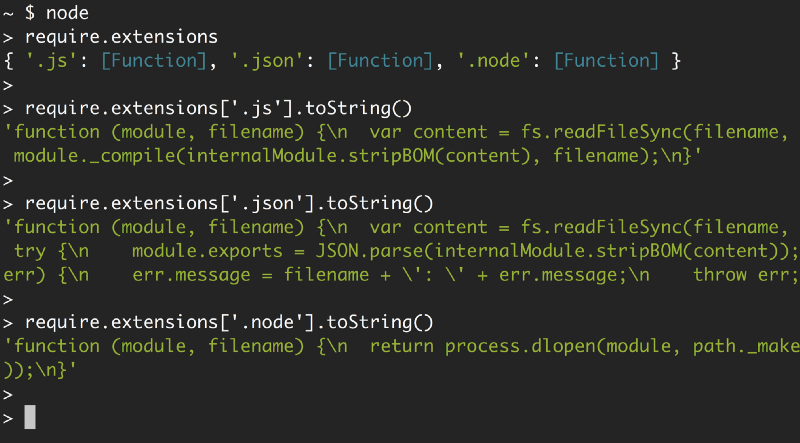 ~ $ node
> require.extensions
{ '.js': [Function], '.json': [Function], '.node': [Function] }
>
> require.extensions['.js'].toString()
'function (module, filename) {\n  var content = fs.readFileSync(filename,
 module._compile(internalModule.stripBOM(content), filename);\n}'
>
> require.extensions['.json'].toString()
'function (module, filename) {\n  var content = fs.readFileSync(filename,
 try {\n    module.exports = JSON.parse(internalModule.stripBOM(content));
err) {\n    err.message = filename + \': \' + err.message;\n    throw err;
>
> require.extensions['.node'].toString()
'function (module, filename) {\n  return process.dlopen(module, path._make
));\n}'
>
>